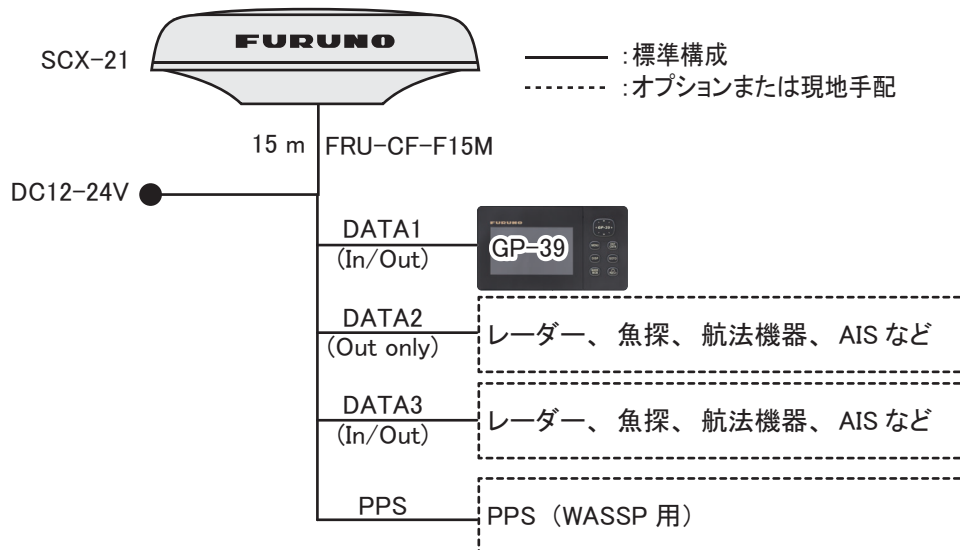 SCX-21
FURUNO
:標準構成
:オプションまたは現地手配
15 m
FRU-CF-F15M
DC12-24V
DATA1
(In/Out)
FURUNO
GP-39
DATA2
(Out only)
レーダー、 魚探、 航法機器、 AIS など
DATA3
(In/Out)
レーダー、 魚探、 航法機器、 AIS など
PPS
PPS (WASSP 用)